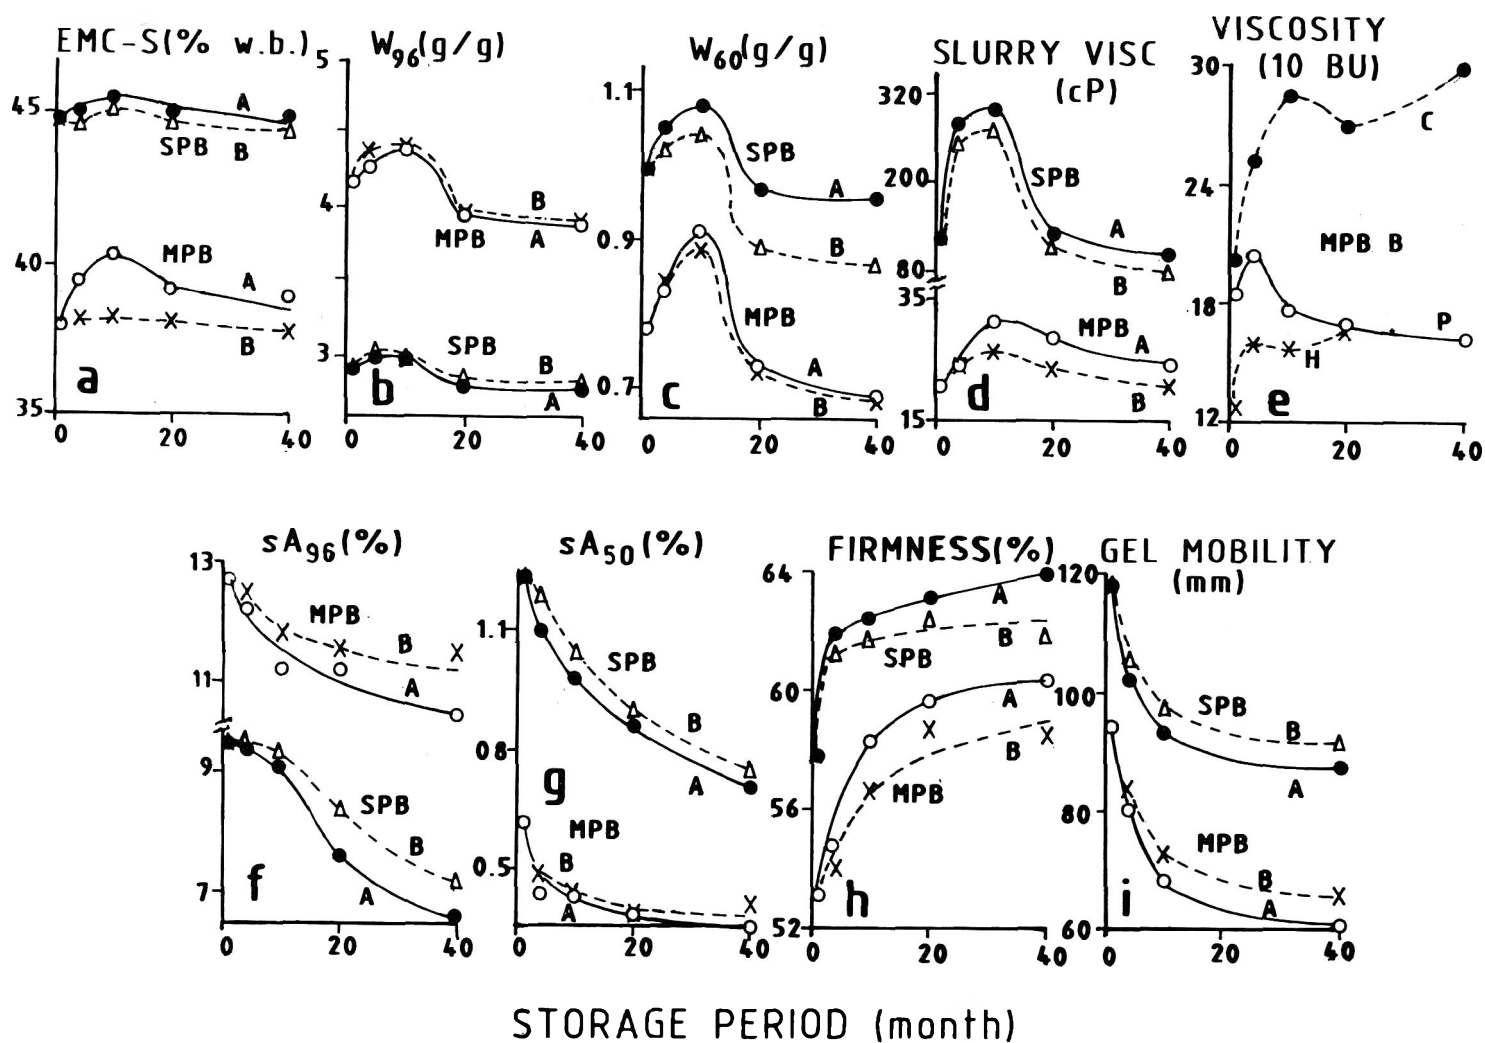 EMC-S(% w.b.)
45
40
35
A
SPB B
MPB
A
B
a
0 20 40
W96(g/g)
5
4
3
B
MPB A
SPB
B
A
b
0 20 40
W60(g/g)
1.1
0.9
0.7
SPB
A
B
MPB
A
B
c
0 20 40
SLURRY VISC
(cP)
320
200
80
35
15
SPB
A
B
MPB
A
B
d
0 20 40
VISCOSITY
(10 BU)
30
24
18
12
C
MPB B
P
H
e
0 20 40
sA96(%)
13
11
9
7
MPB
B
A
SPB
B
A
f
0 20 40
sA50(%)
1.1
0.8
0.5
SPB
B
A
g
MPB
B
A
0 20 40
FIRMNESS(%)
64
60
56
52
A
B
SPB
A
B
MPB
h
0 20 40
GEL MOBILITY
(mm)
120
100
80
60
SPB
B
A
MPB
B
A
i
0 20 40
STORAGE PERIOD (month)